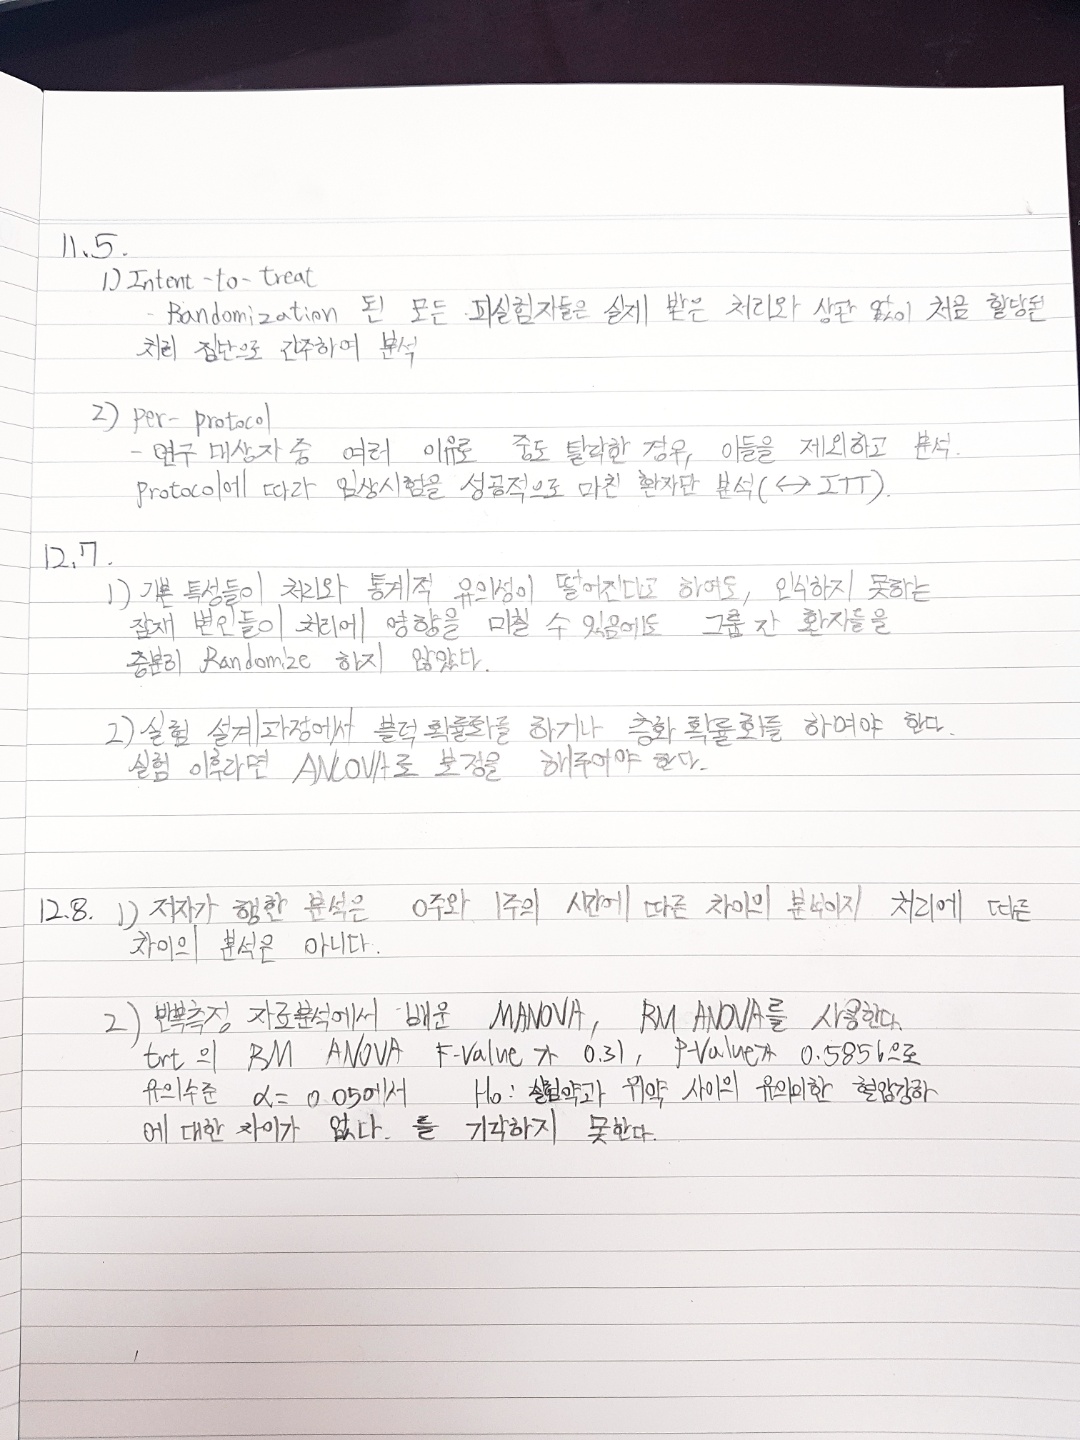 11.5.
1) Intent-to-treat
- Randomization 된 모든 피실험자들은 실제 받은 처리와 상관 없이 처음 할당된
처리 집단으로 간주하여 분석
2) per-protocol
- 연구 대상자 중 여러 이유로 중도 탈락한 경우, 이들을 제외하고 분석.
protocol에 따라 임상시험을 성공적으로 마친 환자만 분석(↔ITT).
12.7.
1) 기본 특성들이 처리와 통계적 유의성이 떨어진다고 하여도, 인식하지 못하는
잠재 변인들이 처리에 영향을 미칠 수 있음에도 그룹 간 환자들을
충분히 Randomize 하지 않았다.
2) 실험 설계과정에서 블럭 확률화를 하거나 층화 확률화를 하여야 한다.
실험 이후라면 ANCOVA로 보정을 해주어야 한다.
12.8. 1) 저자가 행한 분석은 0주와 1주의 시간에 따른 차이의 분석이지 처리에 따른
차이의 분석은 아니다.
2) 반복측정 자료분석에서 배운 MANOVA, RM ANOVA를 사용한다.
trt 의 RM ANOVA F-value 가 0.31, P-value가 0.5856으로
유의수준 α=0.05에서 H₀: 실험약과 위약 사이의 유의미한 혈압강하
에 대한 차이가 없다. 를 기각하지 못한다.